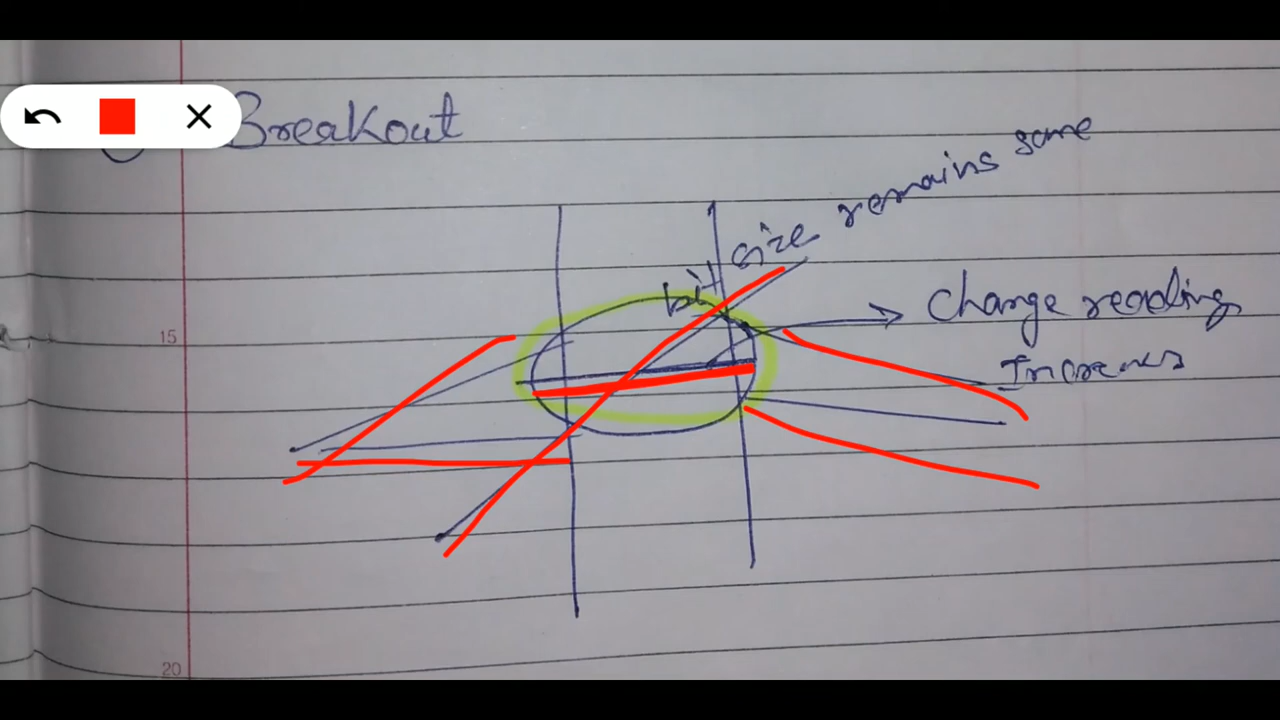 Breakout
bit size remains same
Change reading
Increases
15
20